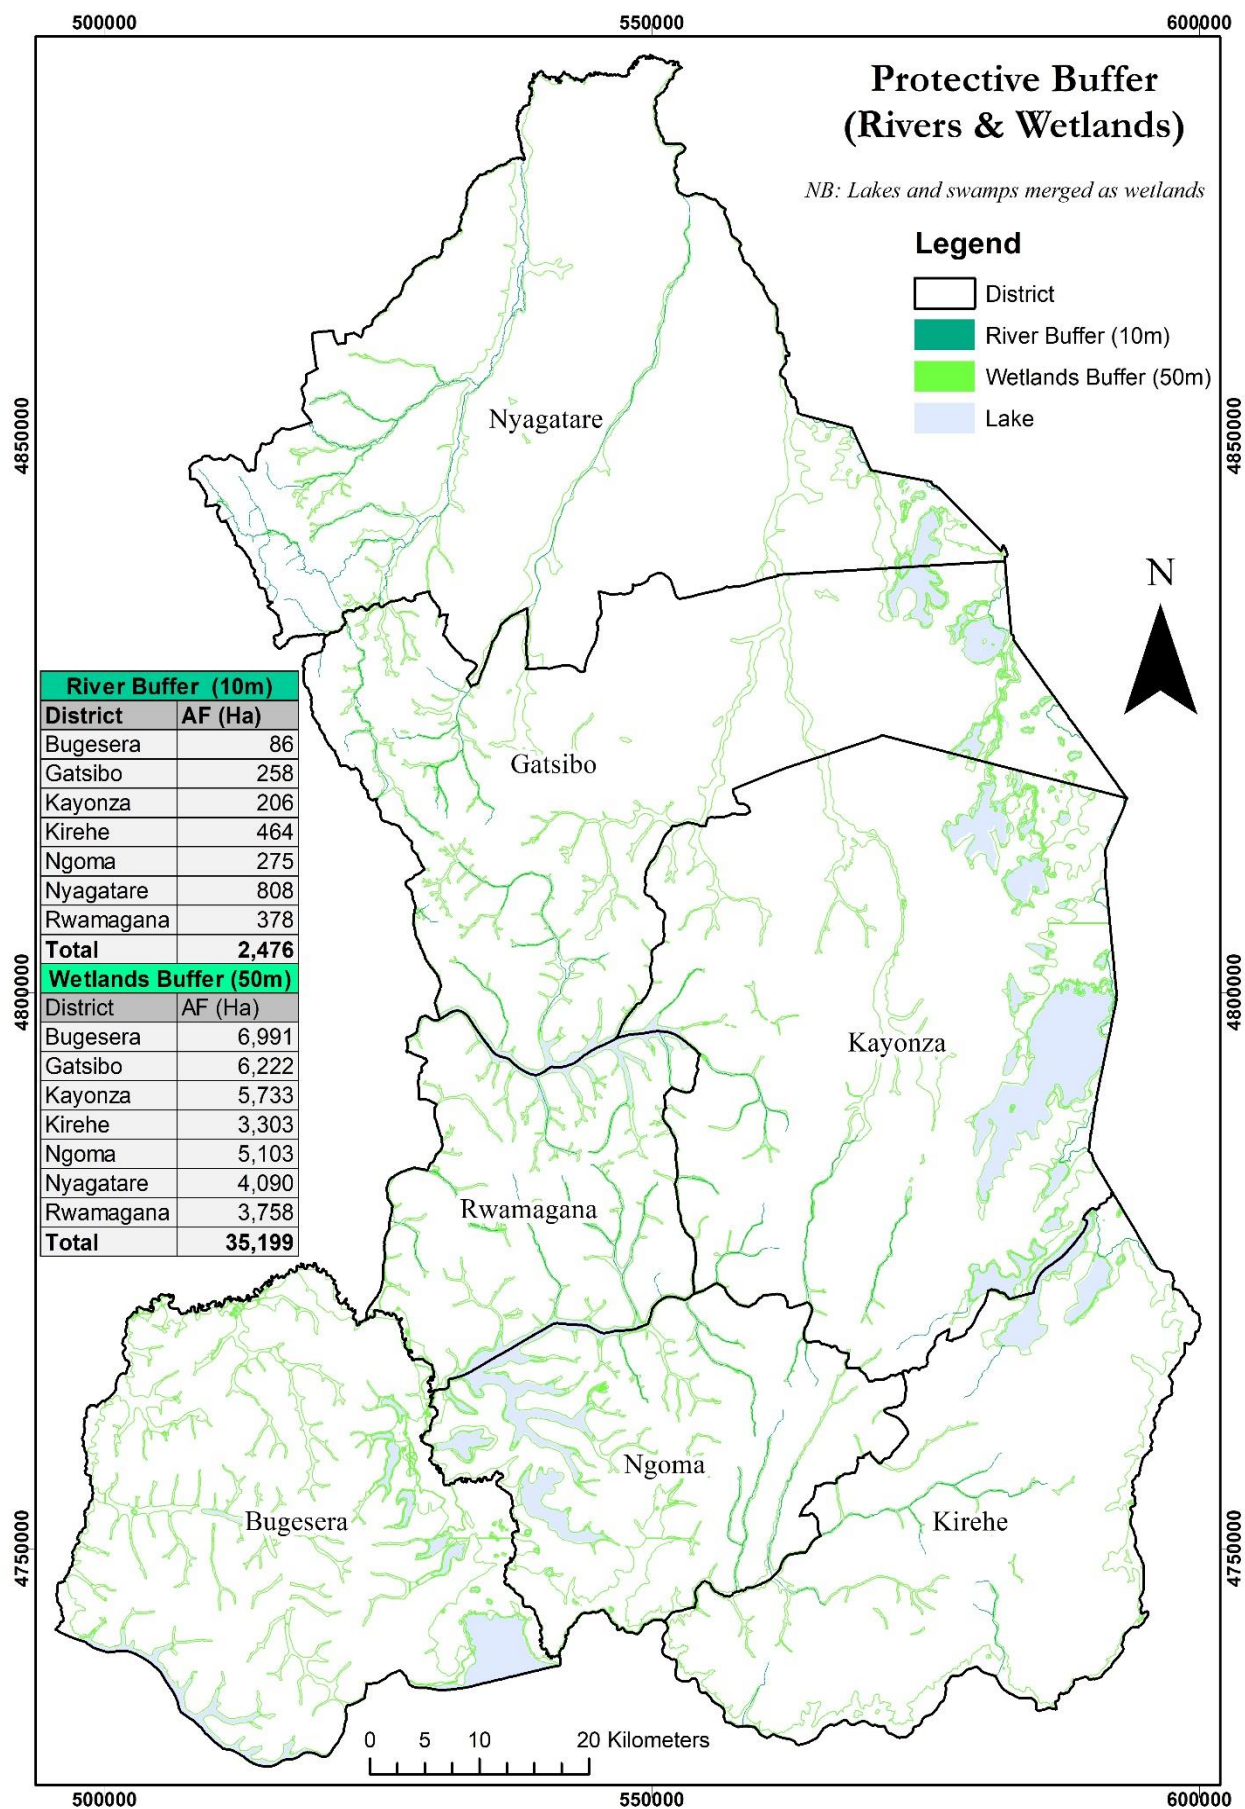 500000 550000 600000
Protective Buffer
(Rivers & Wetlands)
NB: Lakes and swamps merged as wetlands
Legend
District
River Buffer (10m)
Wetlands Buffer (50m)
Lake
4850000 4850000
Nyagatare
N
Gatsibo
River Buffer (10m)
District AF (Ha)
Bugesera 86
Gatsibo 258
Kayonza 206
Kirehe 464
Ngoma 275
Nyagatare 808
Rwamagana 378
Total 2,476
Wetlands Buffer (50m)
District AF (Ha)
Bugesera 6,991
Gatsibo 6,222
Kayonza 5,733
Kirehe 3,303
Ngoma 5,103
Nyagatare 4,090
Rwamagana 3,758
Total 35,199
4800000 4800000
Kayonza
Rwamagana
Ngoma
Bugesera
Kirehe
4750000 4750000
0 5 10 20 Kilometers
500000 550000 600000